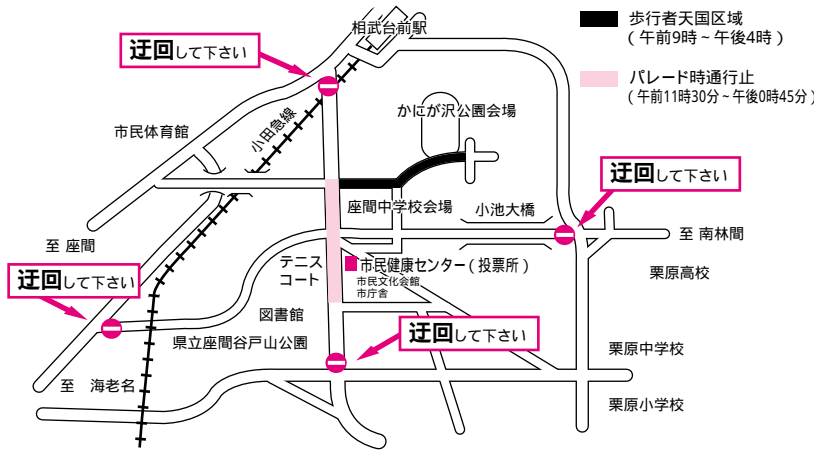 相武台前駅
歩行者天国区域
(午前9時~午後4時)
迂回して下さい
パレード時通行止
(午前11時30分~午後0時45分)
かにが沢公園会場
小田急線
市民体育館
迂回して下さい
座間中学校会場
小池大橋
至 南林間
至 座間
テニス
コート
市民健康センター(投票所)
市民文化会館
市庁舎
栗原高校
迂回して下さい
図書館
県立座間谷戸山公園
迂回して下さい
栗原中学校
至 海老名
栗原小学校